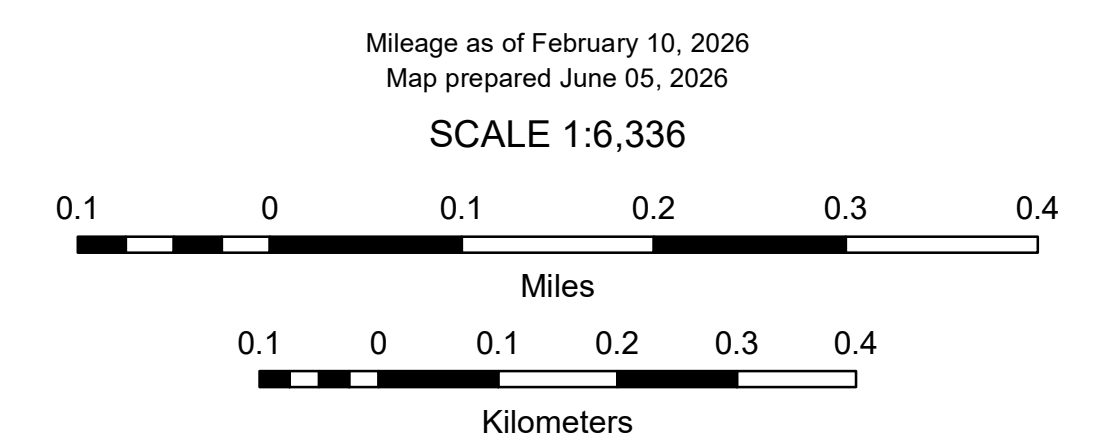 Mileage as of February 10, 2026
Map prepared June 05, 2026
SCALE 1:6,336
0.1 0 0.1 0.2 0.3 0.4
Miles
0.1 0 0.1 0.2 0.3 0.4
Kilometers